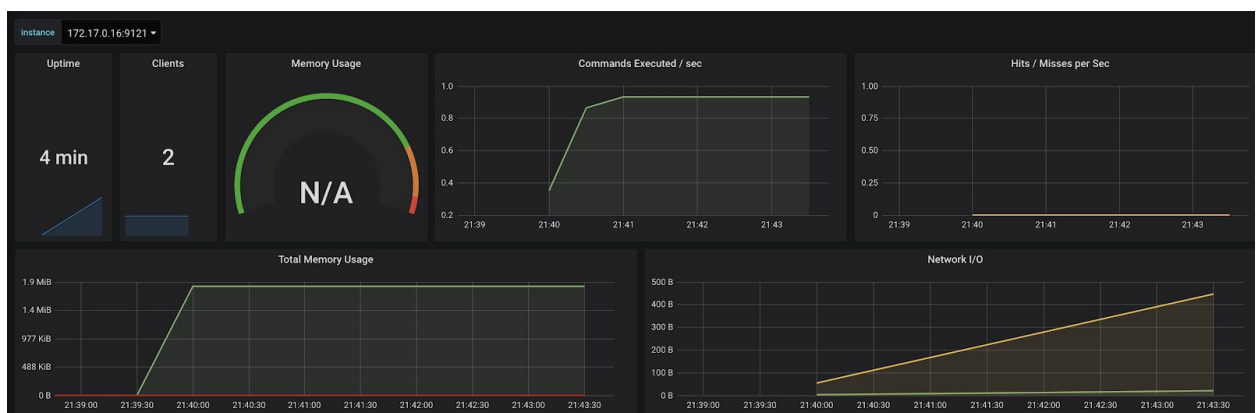 instance 172.17.0.16:9121
Uptime
4 min
Clients
2
Memory Usage
N/A
Commands Executed / sec
1.0
0.8
0.6
0.4
0.2
21:39 21:40 21:41 21:42 21:43
Hits / Misses per Sec
1.00
0.75
0.50
0.25
0
21:39 21:40 21:41 21:42 21:43
Total Memory Usage
1.9 MiB
1.4 MiB
977 KiB
488 KiB
0 B
21:39:00 21:39:30 21:40:00 21:40:30 21:41:00 21:41:30 21:42:00 21:42:30 21:43:00 21:43:30
Network I/O
500 B
400 B
300 B
200 B
100 B
0 B
21:39:00 21:39:30 21:40:00 21:40:30 21:41:00 21:41:30 21:42:00 21:42:30 21:43:00 21:43:30